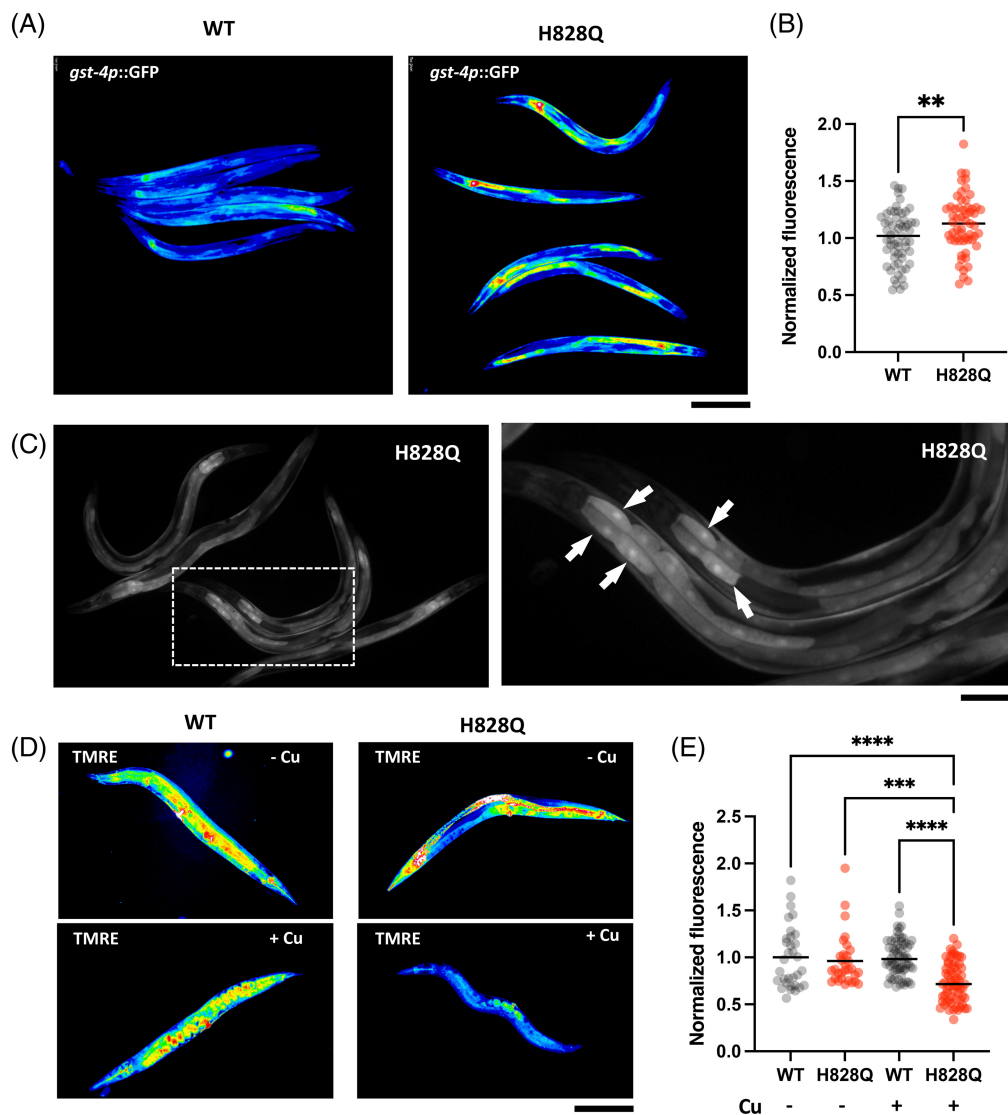 (A)
WT
H828Q
gst-4p::GFP
gst-4p::GFP
(B)
**
Normalized fluorescence
2.0
1.5
1.0
0.5
0.0
WT
H828Q
(C)
H828Q
H828Q
(D)
WT
H828Q
TMRE
- Cu
TMRE
- Cu
TMRE
+ Cu
TMRE
+ Cu
(E)
****
***
****
Normalized fluorescence
2.5
2.0
1.5
1.0
0.5
0.0
WT
H828Q
WT
H828Q
Cu
-
-
+
+